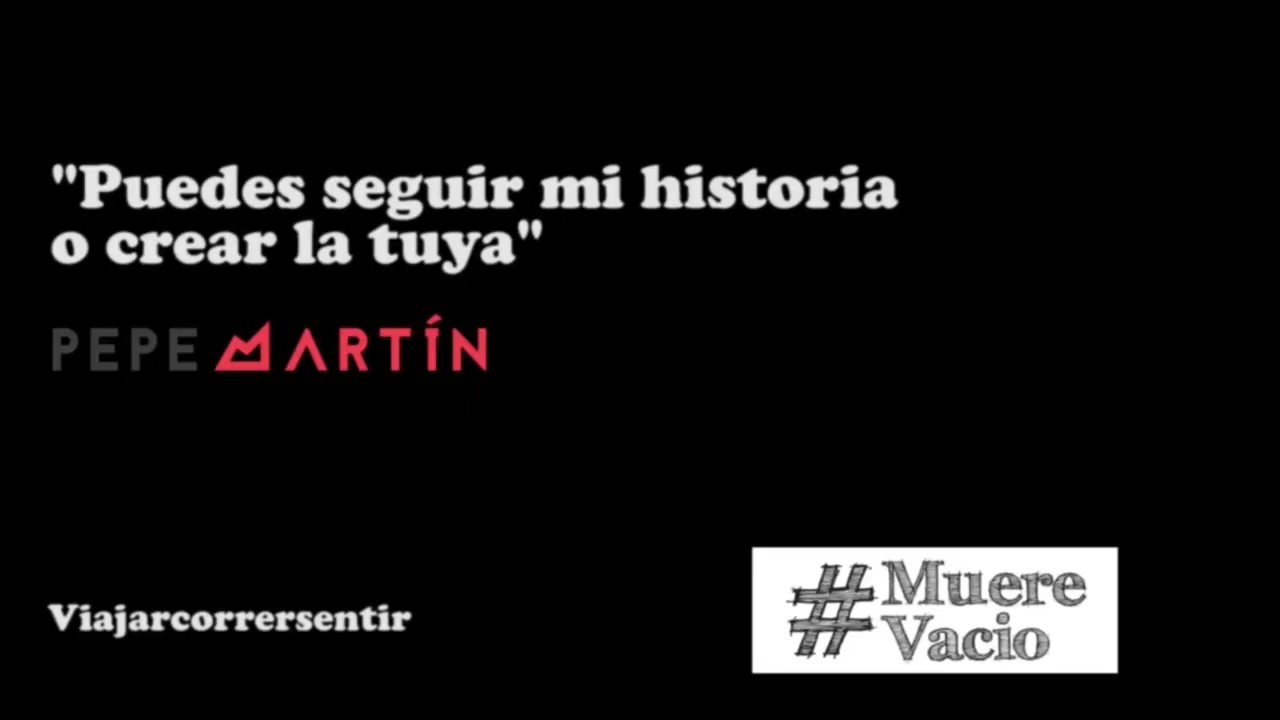 "Puedes seguir mi historia
o crear la tuya"
PEPE MARTÍN
Viajarcorrersentir
#Muere
Vacio